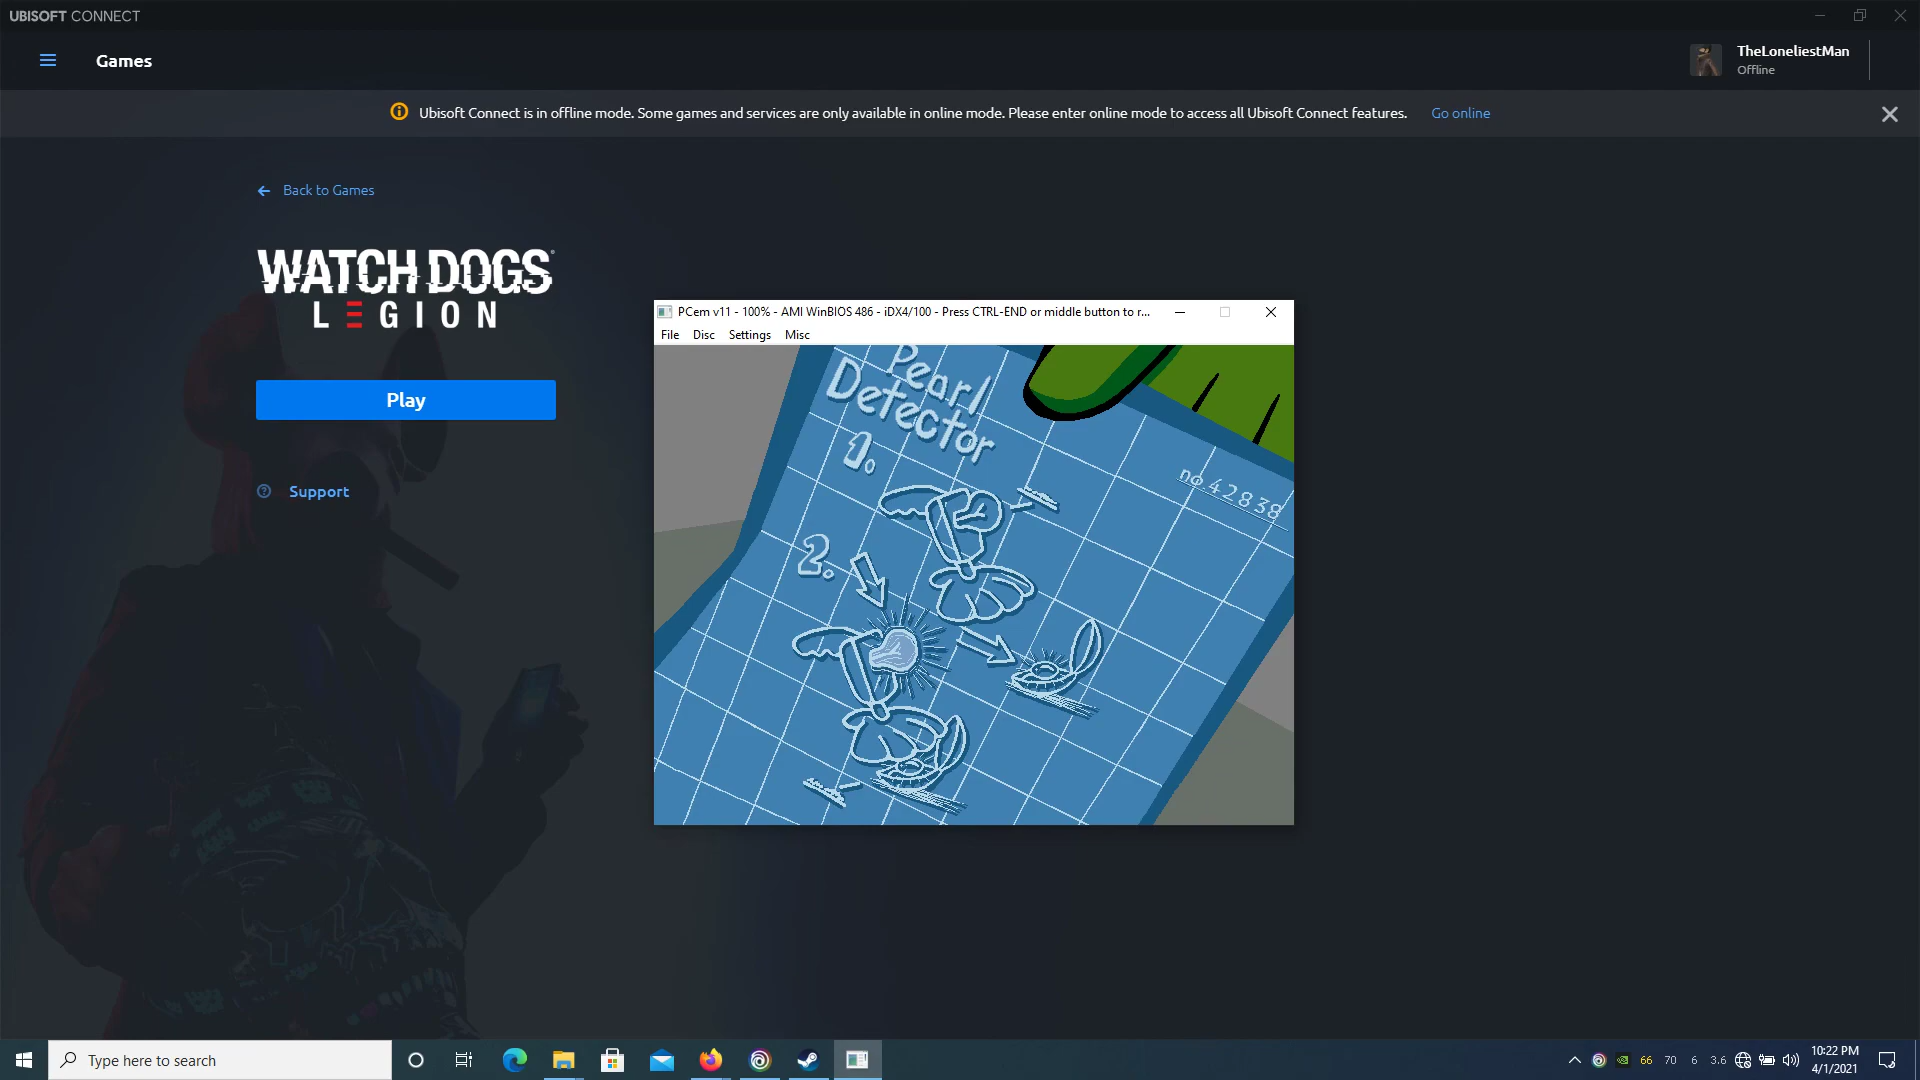 UBISOFT CONNECT
Games
TheLoneliestMan
Offline
Ubisoft Connect is in offline mode. Some games and services are only available in online mode. Please enter online mode to access all Ubisoft Connect features.
Go online
Back to Games
WATCH DOGS
LEGION
Play
Support
PCem v11 - 100% - AMI WinBIOS 486 - iDX4/100 - Press CTRL-END or middle button to r...
File
Disc
Settings
Misc
Pearl
Detector
1.
no.42838
2.
Type here to search
66
70
6
3.6
10:22 PM
4/1/2021